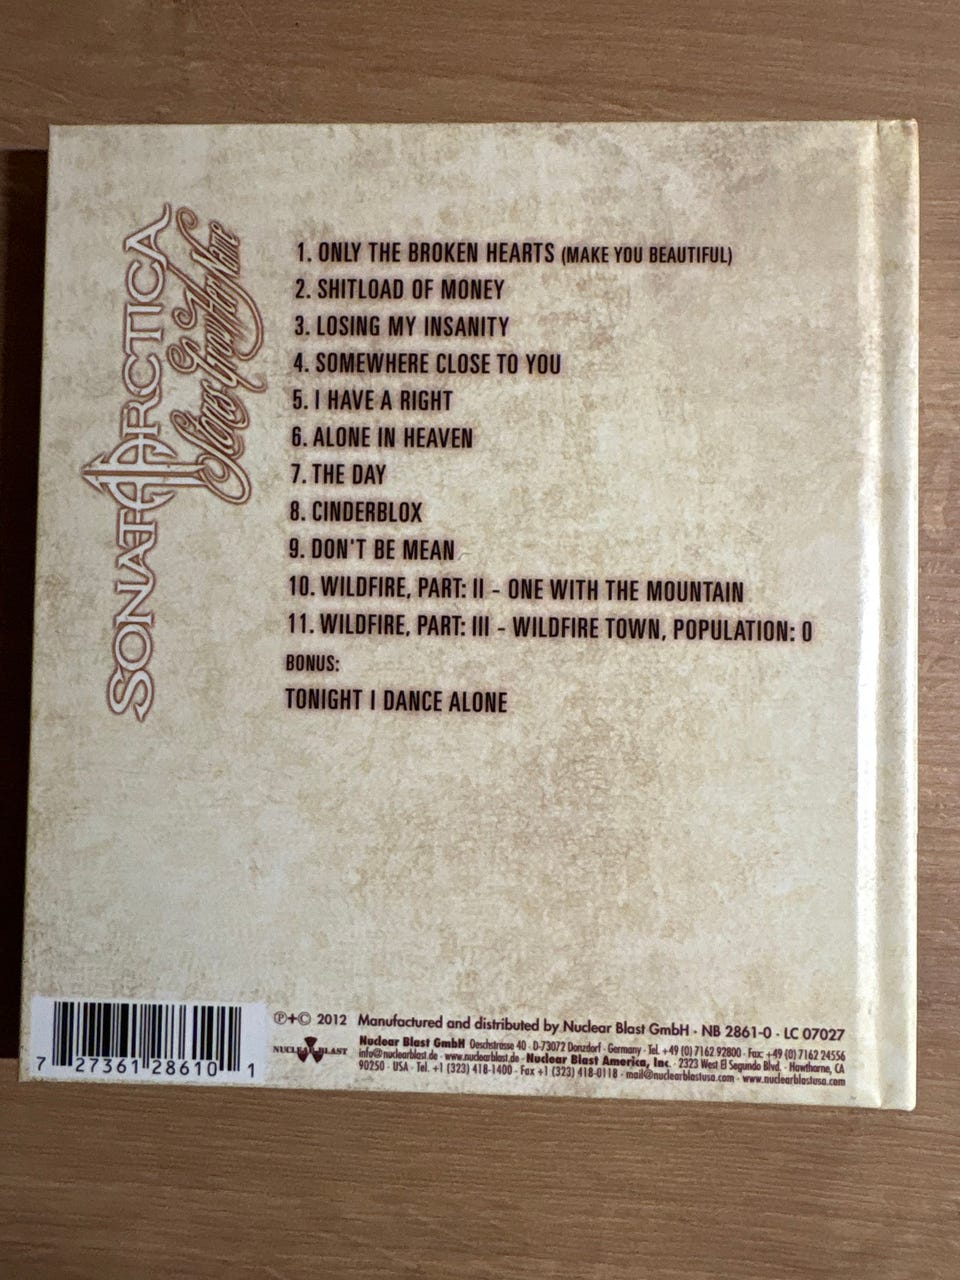 SONATA ARCTICA
Stones Grow Her Name
1. ONLY THE BROKEN HEARTS (MAKE YOU BEAUTIFUL)
2. SHITLOAD OF MONEY
3. LOSING MY INSANITY
4. SOMEWHERE CLOSE TO YOU
5. I HAVE A RIGHT
6. ALONE IN HEAVEN
7. THE DAY
8. CINDERBLOX
9. DON'T BE MEAN
10. WILDFIRE, PART: II - ONE WITH THE MOUNTAIN
11. WILDFIRE, PART: III - WILDFIRE TOWN, POPULATION: 0
BONUS:
TONIGHT I DANCE ALONE
7 27361 28610 1
NUCLEAR BLAST
℗+© 2012 Manufactured and distributed by Nuclear Blast GmbH · NB 2861-0 · LC 07027
Nuclear Blast GmbH Oeschstrasse 40 · D-73072 Donzdorf · Germany · Tel. +49 (0) 7162 92800 · Fax: +49 (0) 7162 24556
info@nuclearblast.de · www.nuclearblast.de · Nuclear Blast America, Inc. · 2323 West El Segundo Blvd. · Hawthorne, CA
90250 · USA · Tel. +1 (323) 418-1400 · Fax +1 (323) 418-0118 · mail@nuclearblastusa.com · www.nuclearblastusa.com